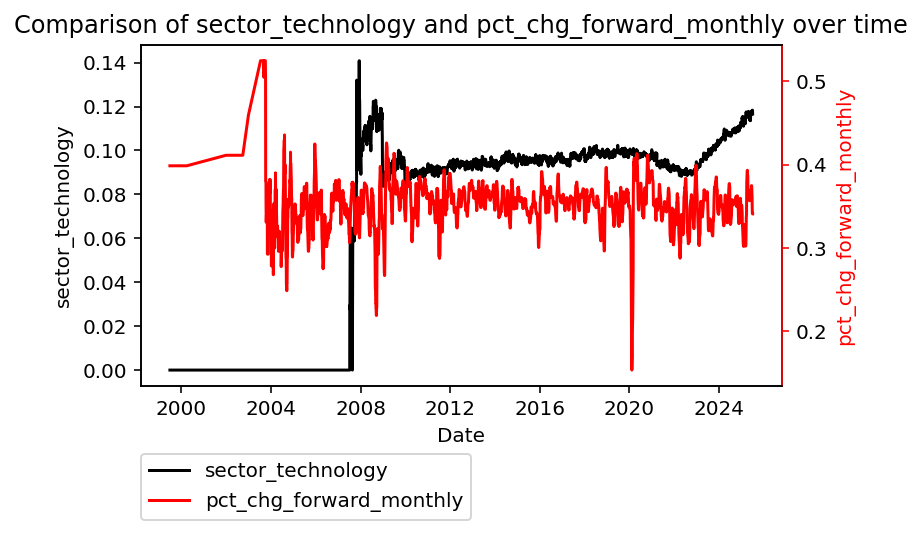 Comparison of sector_technology and pct_chg_forward_monthly over time
0.14
0.12
0.10
0.08
0.06
0.04
0.02
0.00
sector_technology
0.5
0.4
0.3
0.2
pct_chg_forward_monthly
2000 2004 2008 2012 2016 2020 2024
Date
sector_technology
pct_chg_forward_monthly